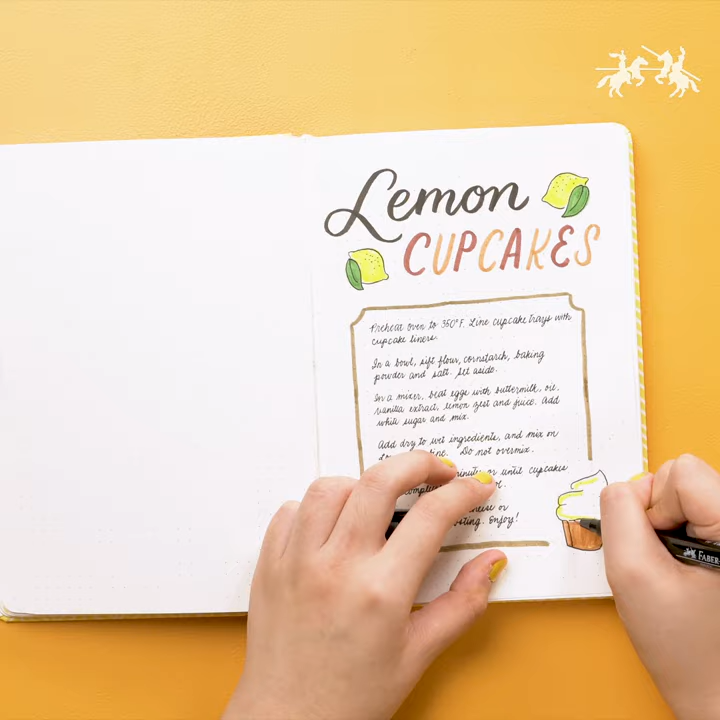 Lemon
CUPCAKES
Preheat oven to 350°F. Line cupcake trays with
cupcake liners.
In a bowl, sift flour, cornstarch, baking
powder and salt. Set aside.
In a mixer, beat eggs with buttermilk, oil,
vanilla extract, lemon zest and juice. Add
white sugar and mix.
Add dry to wet ingredients, and mix on
Do not overmix.
or until cupcakes
or
Enjoy!
FABER-